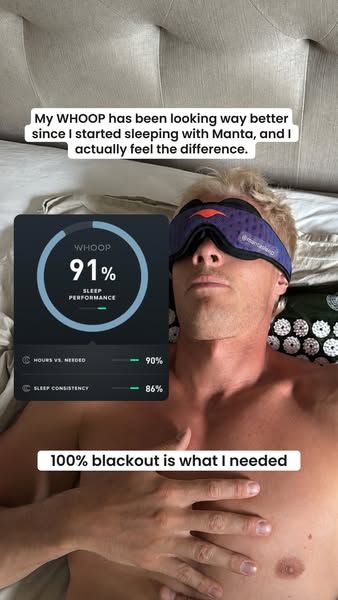 My WHOOP has been looking way better
since I started sleeping with Manta, and I
actually feel the difference.
WHOOP
91%
SLEEP
PERFORMANCE
HOURS VS. NEEDED 90%
SLEEP CONSISTENCY 86%
@mantasleep
100% blackout is what I needed